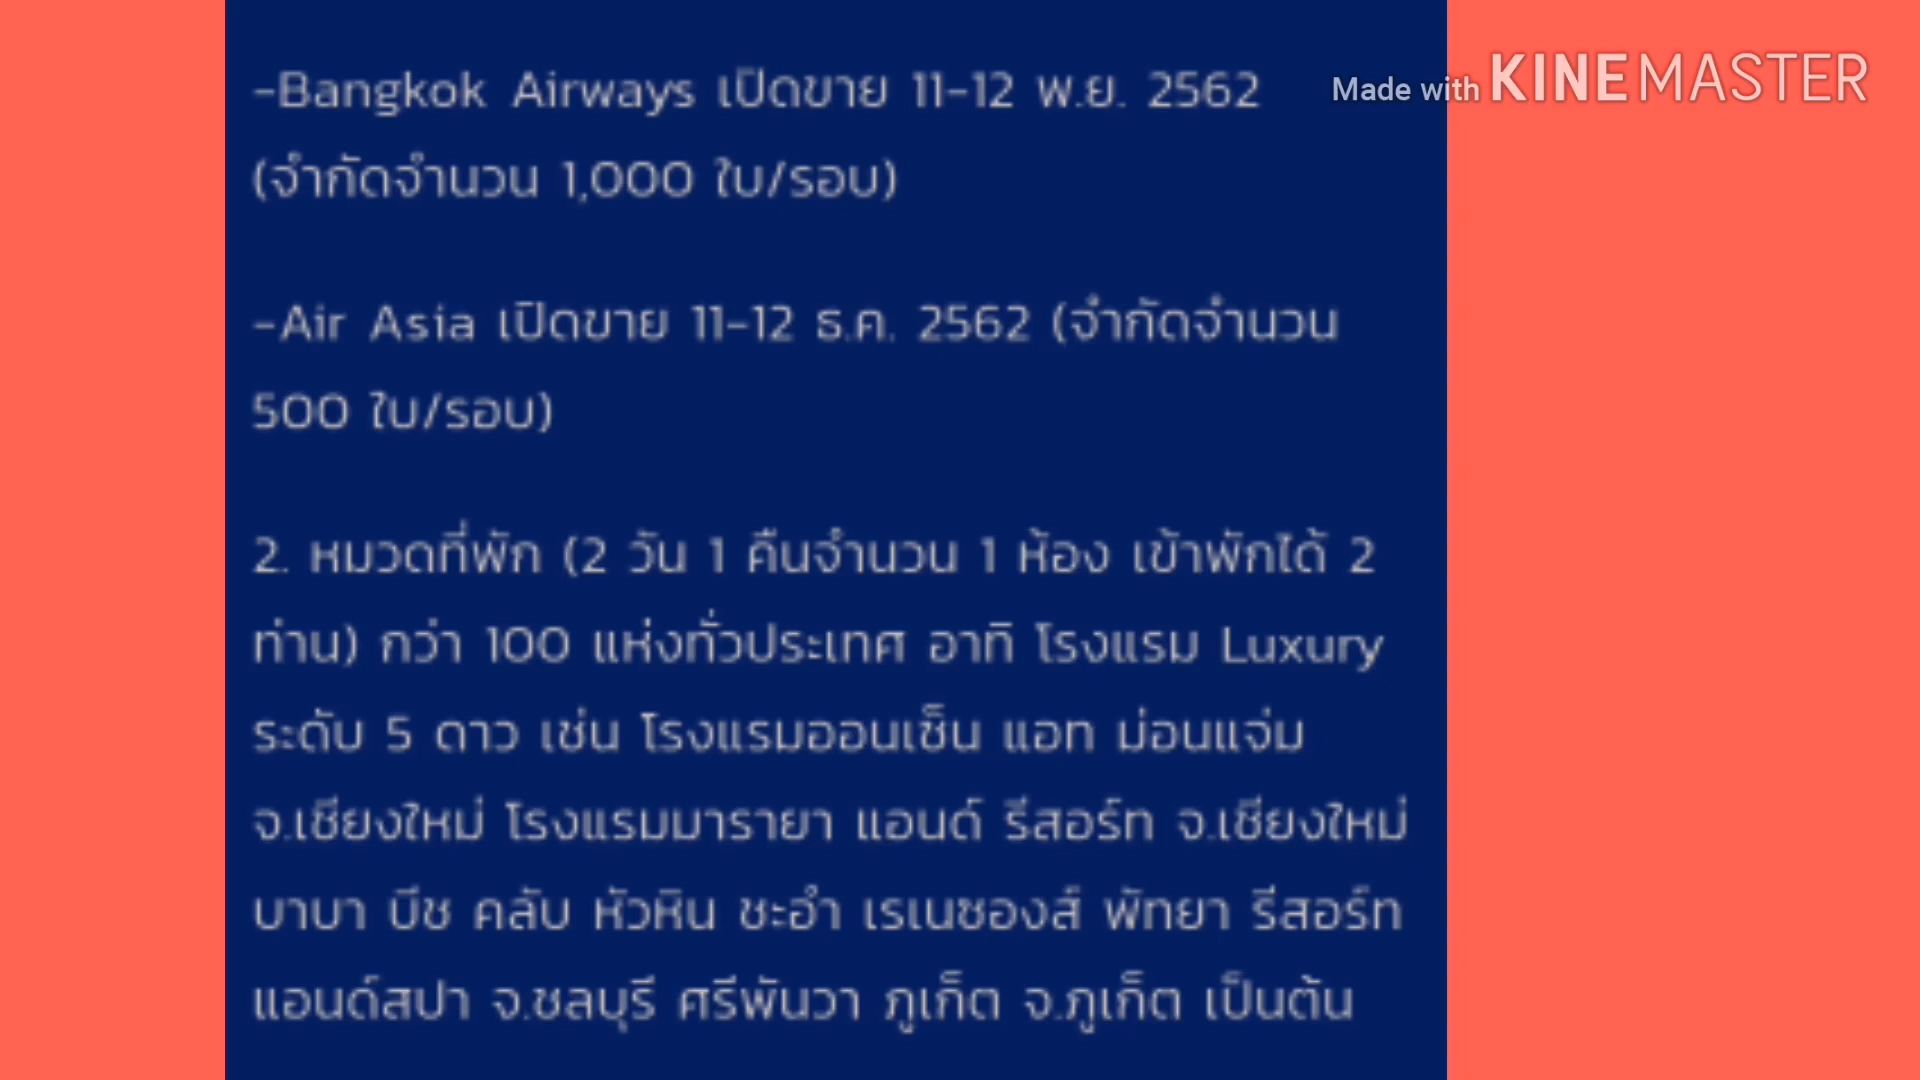 -Bangkok Airways เปิดขาย 11-12 พ.ย. 2562
(จำกัดจำนวน 1,000 ใบ/รอบ)
-Air Asia เปิดขาย 11-12 ธ.ค. 2562 (จำกัดจำนวน
500 ใบ/รอบ)
2. หมวดที่พัก (2 วัน 1 คืนจำนวน 1 ห้อง เข้าพักได้ 2
ท่าน) กว่า 100 แห่งทั่วประเทศ อาทิ โรงแรม Luxury
ระดับ 5 ดาว เช่น โรงแรมออนเซ็น แอท ม่อนแจ่ม
จ.เชียงใหม่ โรงแรมมารายา แอนด์ รีสอร์ท จ.เชียงใหม่
บาบา บีช คลับ หัวหิน ชะอำ เรเนซองส์ พัทยา รีสอร์ท
แอนด์สปา จ.ชลบุรี ศรีพันวา ภูเก็ต จ.ภูเก็ต เป็นต้น
Made with KINEMASTER